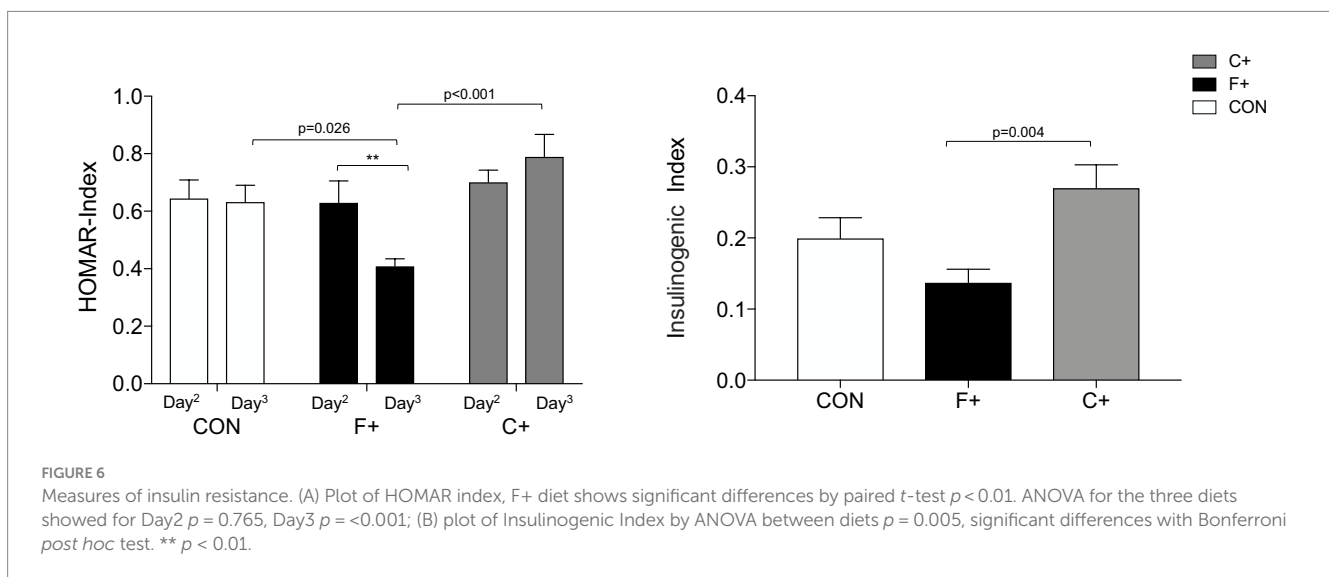 C+
F+
CON
1.0
0.8
0.6
0.4
0.2
0.0
HOMAR-Index
p=0.026
**
p<0.001
Day2 Day3 Day2 Day3 Day2 Day3
CON F+ C+
0.4
0.3
0.2
0.1
0.0
Insulinogenic Index
p=0.004
CON F+ C+
FIGURE 6
Measures of insulin resistance. (A) Plot of HOMAR index, F+ diet shows significant differences by paired t-test p < 0.01. ANOVA for the three diets
showed for Day2 p = 0.765, Day3 p = <0.001; (B) plot of Insulinogenic Index by ANOVA between diets p = 0.005, significant differences with Bonferroni
post hoc test. ** p < 0.01.